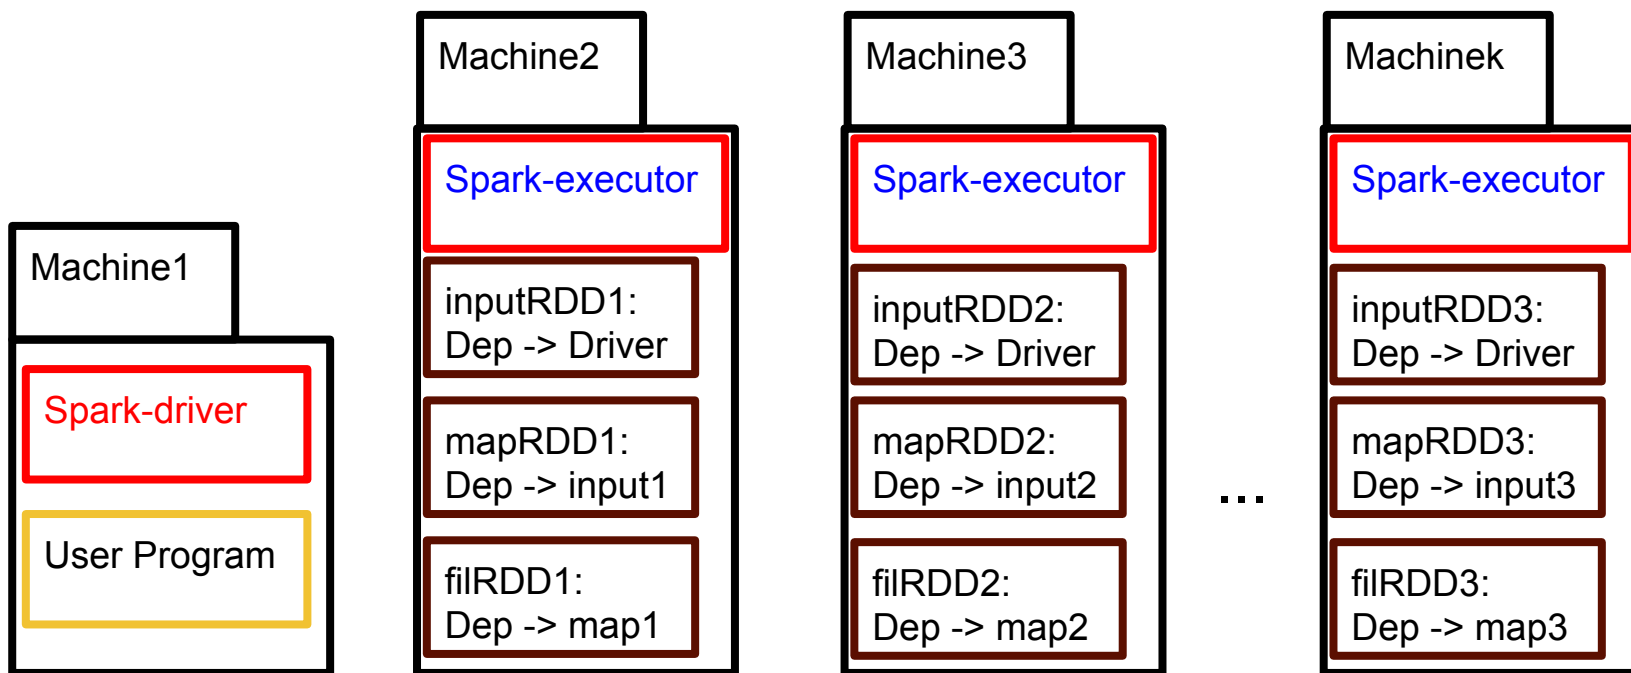 Machine1
Spark-driver
User Program
Machine2
Spark-executor
inputRDD1:
Dep -> Driver
mapRDD1:
Dep -> input1
filRDD1:
Dep -> map1
Machine3
Spark-executor
inputRDD2:
Dep -> Driver
mapRDD2:
Dep -> input2
filRDD2:
Dep -> map2
...
Machinek
Spark-executor
inputRDD3:
Dep -> Driver
mapRDD3:
Dep -> input3
filRDD3:
Dep -> map3